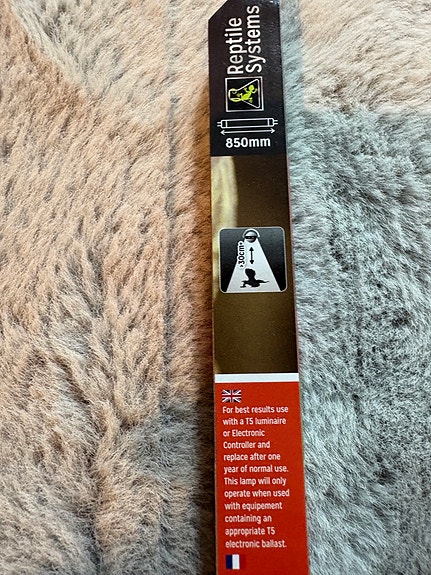 Reptile
Systems
850mm
>30cm>
For best results use
with a T5 luminaire
or Electronic
Controller and
replace after one
year of normal use.
This lamp will only
operate when used
with equipement
containing an
appropriate T5
electronic ballast.